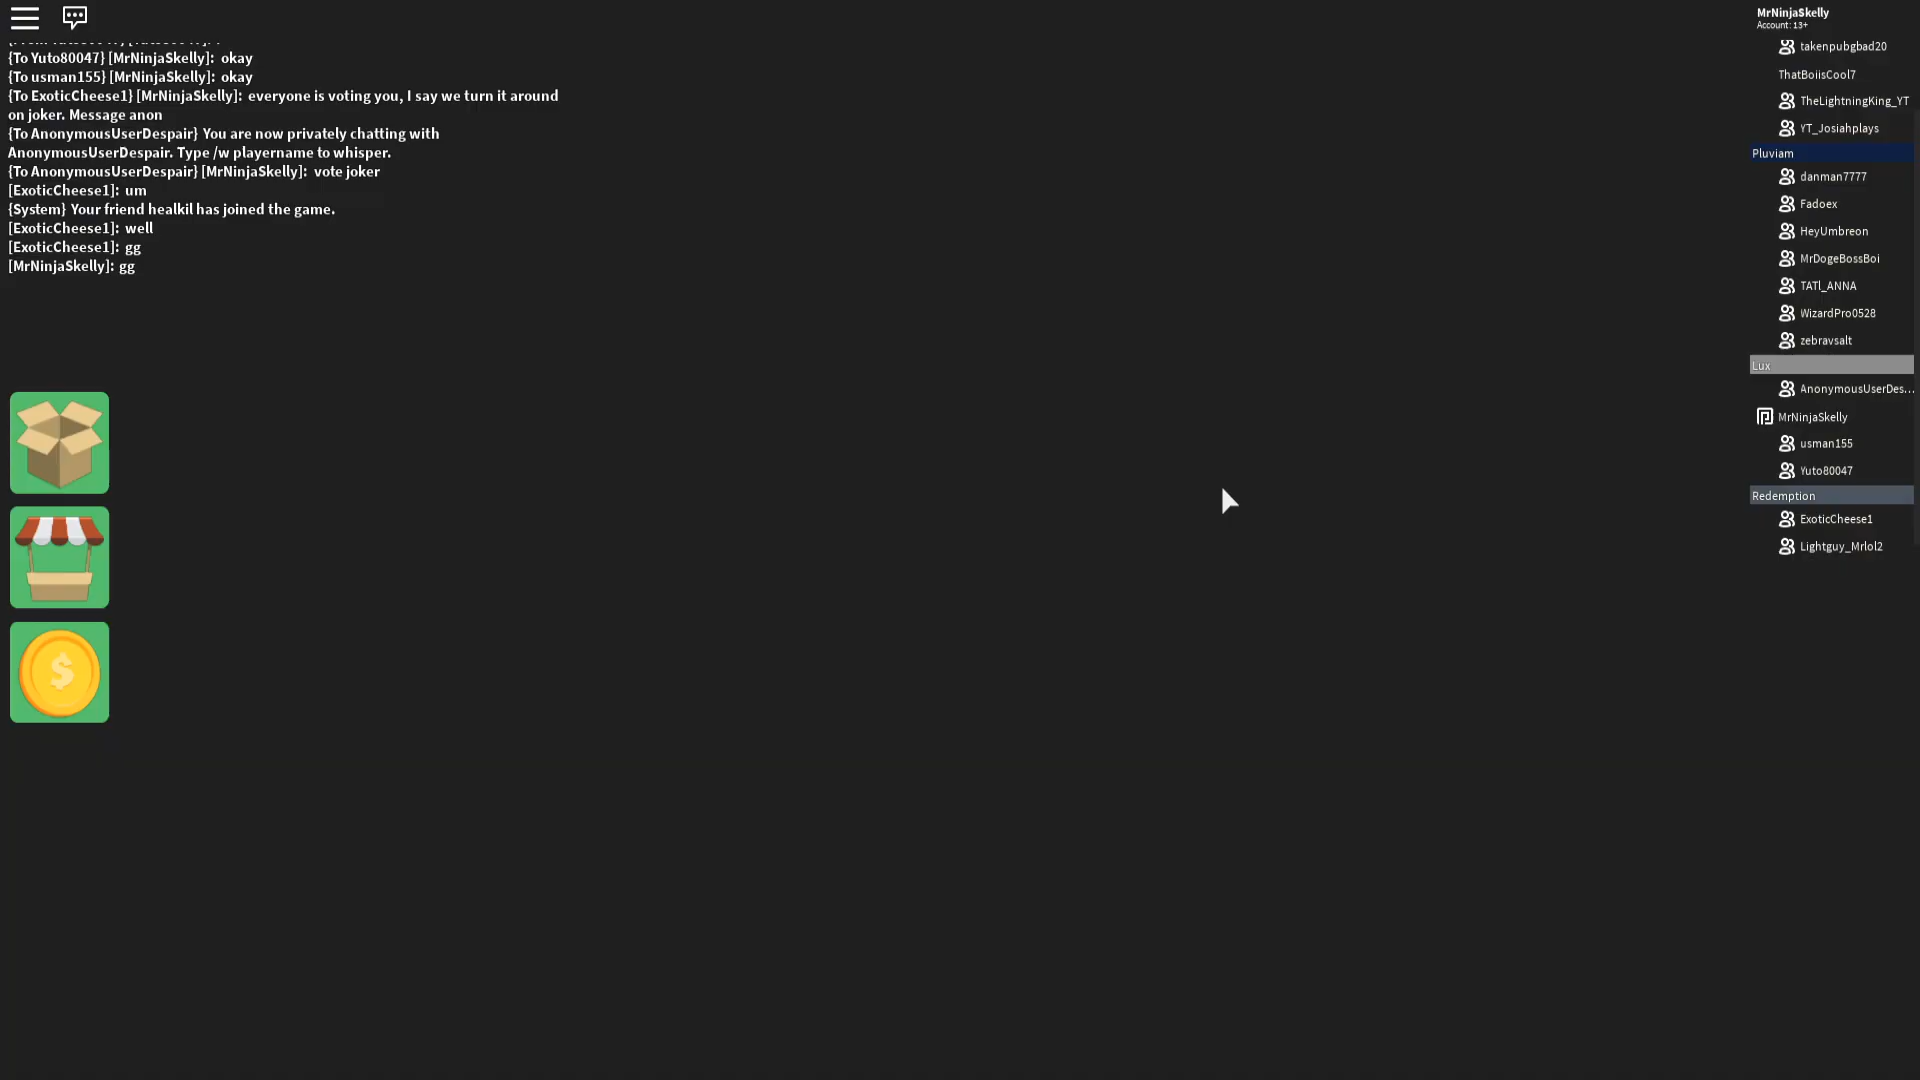 {To Yuto80047} [MrNinjaSkelly]: okay
{To usman155} [MrNinjaSkelly]: okay
{To ExoticCheese1} [MrNinjaSkelly]: everyone is voting you, I say we turn it around
on joker. Message anon
{To AnonymousUserDespair} You are now privately chatting with
AnonymousUserDespair. Type /w playername to whisper.
{To AnonymousUserDespair} [MrNinjaSkelly]: vote joker
[ExoticCheese1]: um
{System} Your friend healkil has joined the game.
[ExoticCheese1]: well
[ExoticCheese1]: gg
[MrNinjaSkelly]: gg
$
MrNinjaSkelly
Account: 13+
takenpubgbad20
ThatBoiisCool7
TheLightningKing_YT
YT_Josiahplays
Pluviam
danman7777
Fadoex
HeyUmbreon
MrDogeBossBoi
TATl_ANNA
WizardPro0528
zebravsalt
Lux
AnonymousUserDes...
MrNinjaSkelly
usman155
Yuto80047
Redemption
ExoticCheese1
Lightguy_Mrlol2